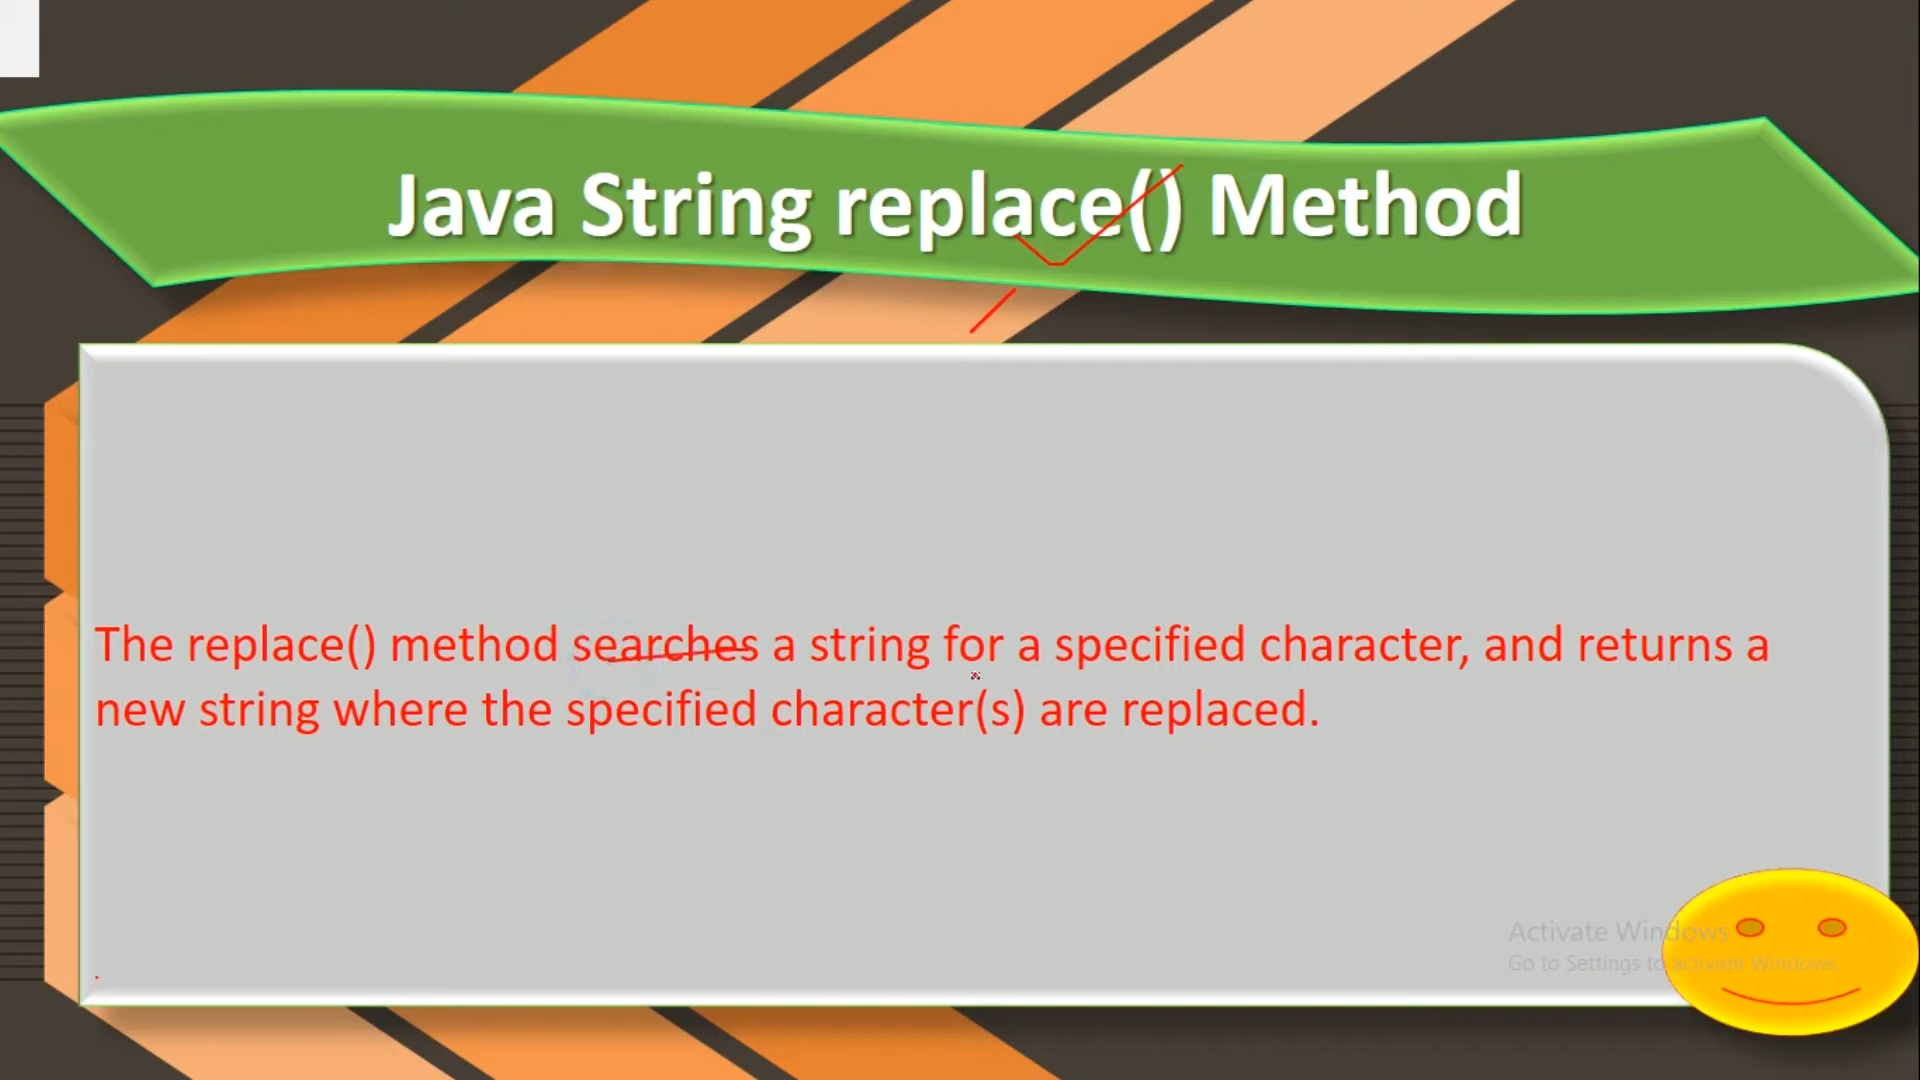 Java String replace() Method
The replace() method searches a string for a specified character, and returns a
new string where the specified character(s) are replaced.
.
Activate Windows
Go to Settings to activate Windows.